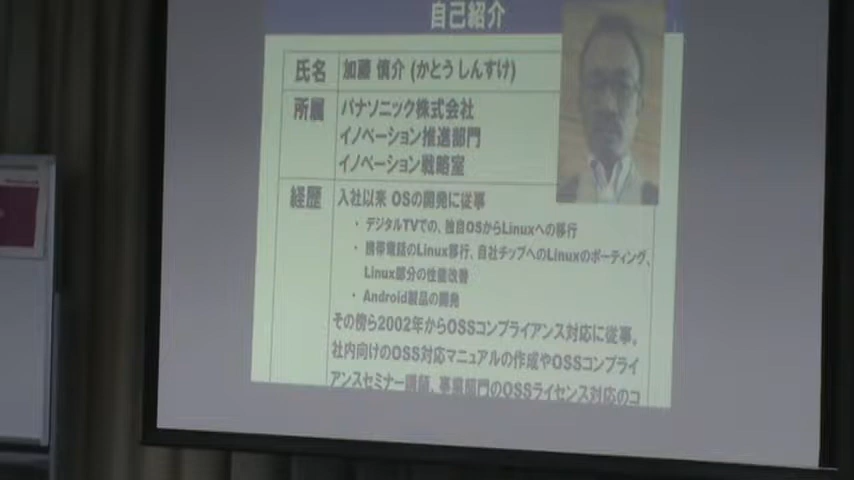 自己紹介
氏名 加藤 慎介 (かとう しんすけ)
所属 パナソニック株式会社
イノベーション推進部門
イノベーション戦略室
経歴 入社以来 OSの開発に従事
・ デジタルTVでの、独自OSからLinuxへの移行
・ 携帯電話のLinux移行、自社チップへのLinuxのポーティング、
Linux部分の性能改善
・ Android製品の開発
その傍ら2002年からOSSコンプライアンス対応に従事。
社内向けのOSS対応マニュアルの作成やOSSコンプライ
アンスセミナー講師、事業部門のOSSライセンス対応のコ